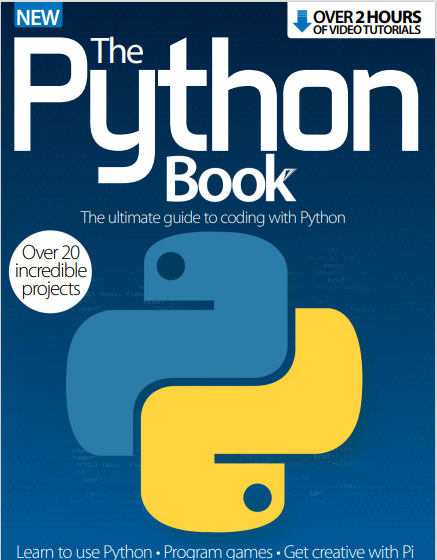 NEW
OVER 2 HOURS
OF VIDEO TUTORIALS
The
Python
Book
The ultimate guide to coding with Python
Over 20
incredible
projects
Learn to use Python • Program games • Get creative with Pi